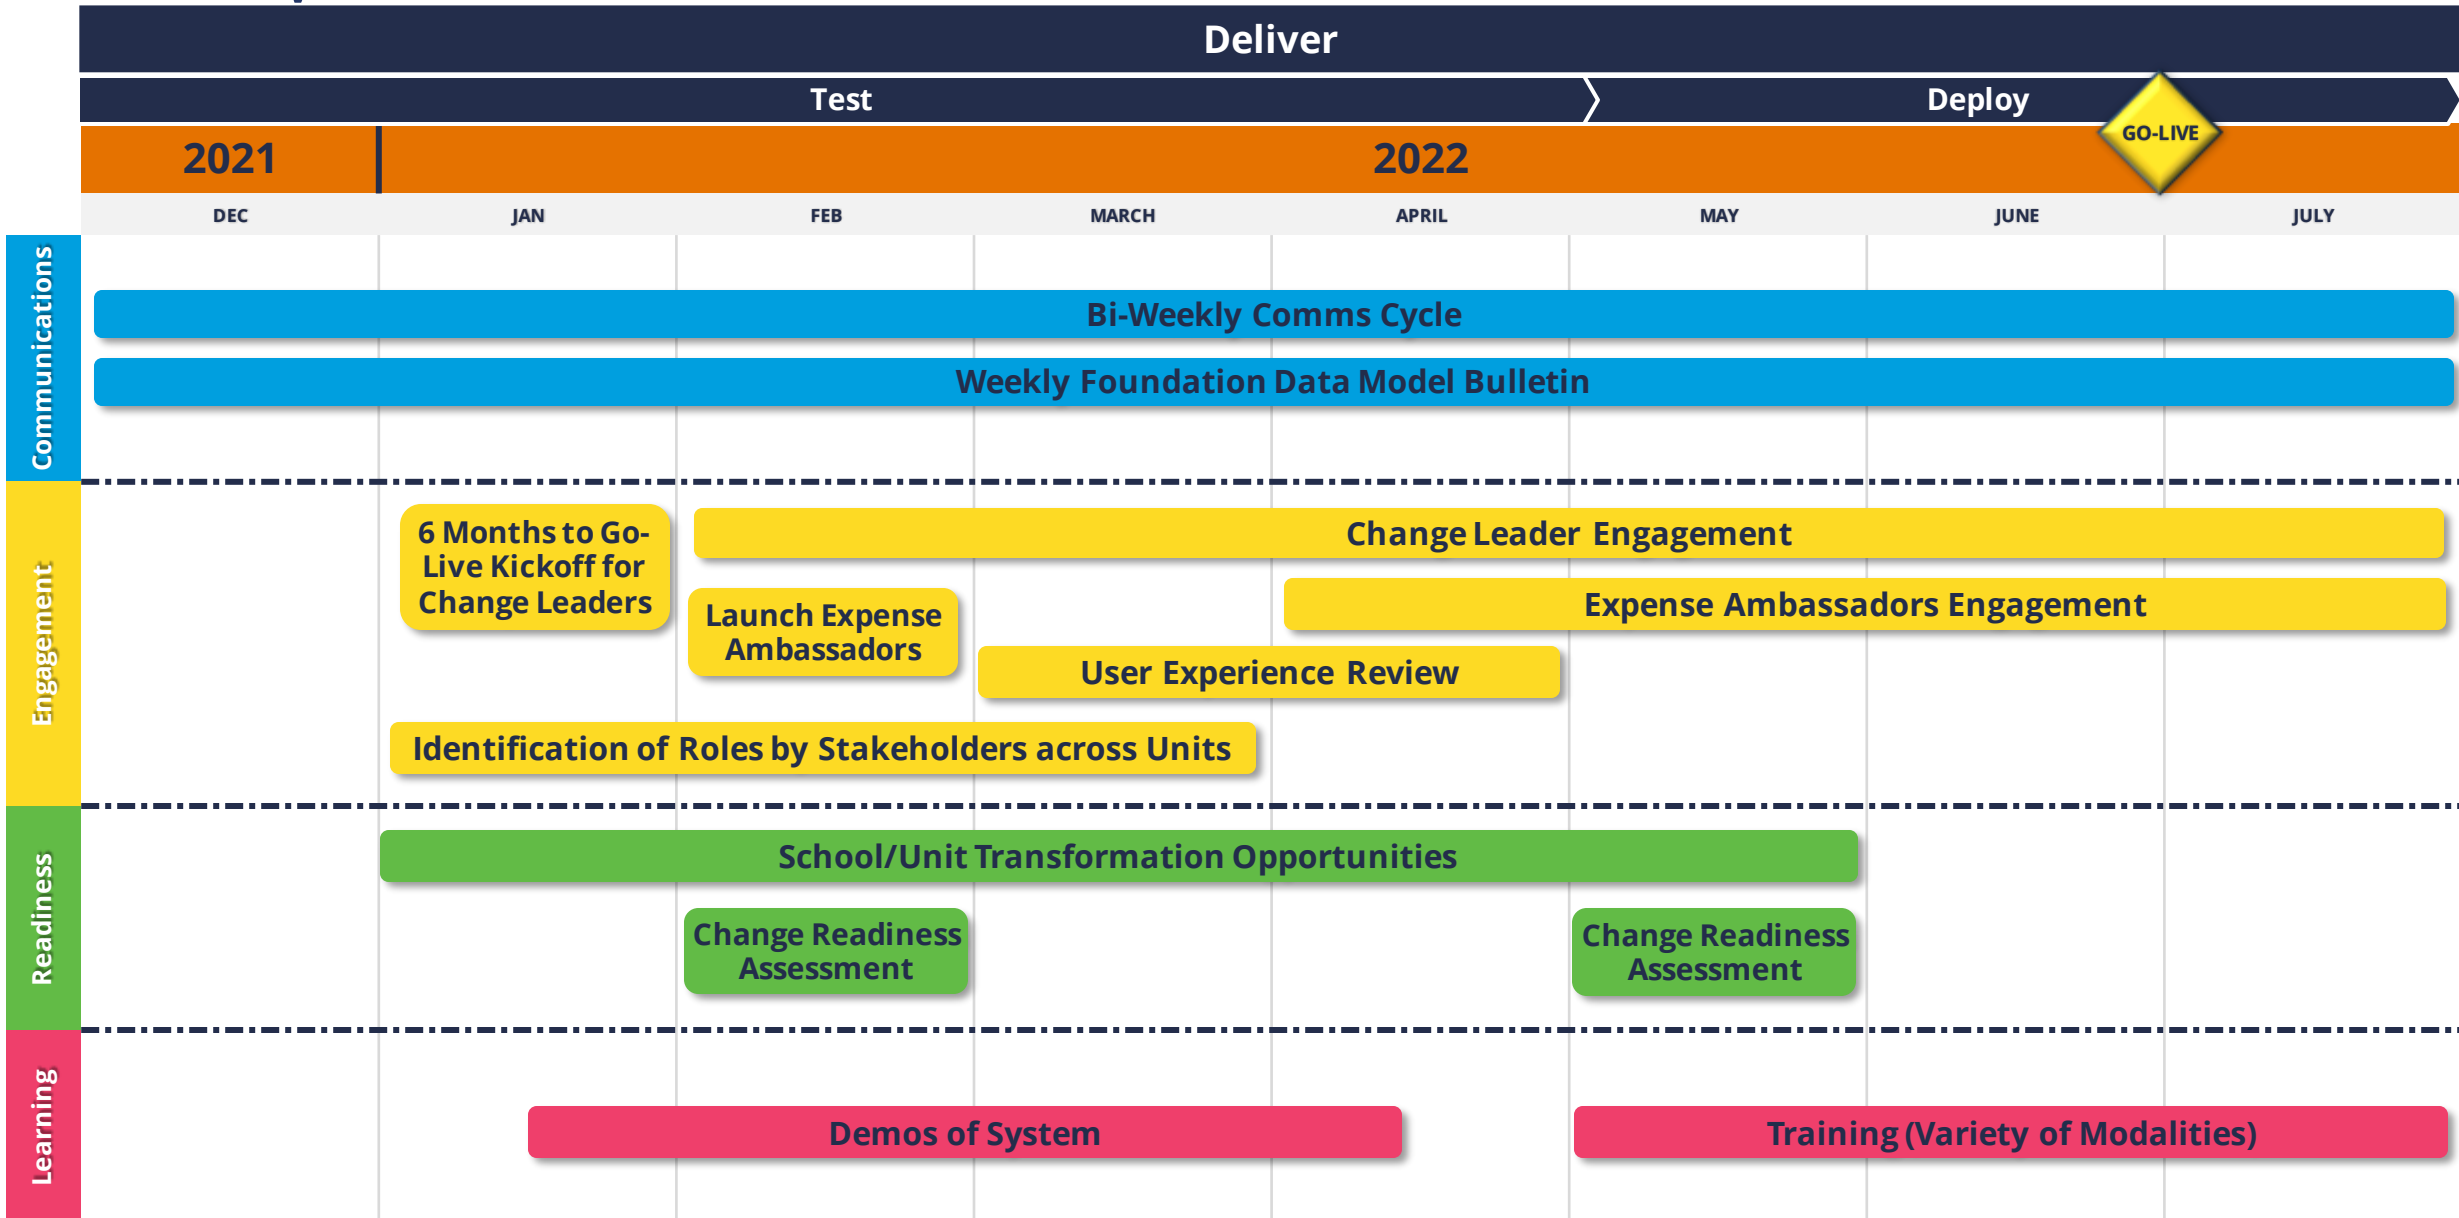 Deliver
Test
Deploy
GO-LIVE
2021
2022
DEC
JAN
FEB
MARCH
APRIL
MAY
JUNE
JULY
Communications
Bi-Weekly Comms Cycle
Weekly Foundation Data Model Bulletin
Engagement
6 Months to Go-
Live Kickoff for
Change Leaders
Change Leader Engagement
Launch Expense
Ambassadors
Expense Ambassadors Engagement
User Experience Review
Identification of Roles by Stakeholders across Units
Readiness
School/Unit Transformation Opportunities
Change Readiness
Assessment
Change Readiness
Assessment
Learning
Demos of System
Training (Variety of Modalities)